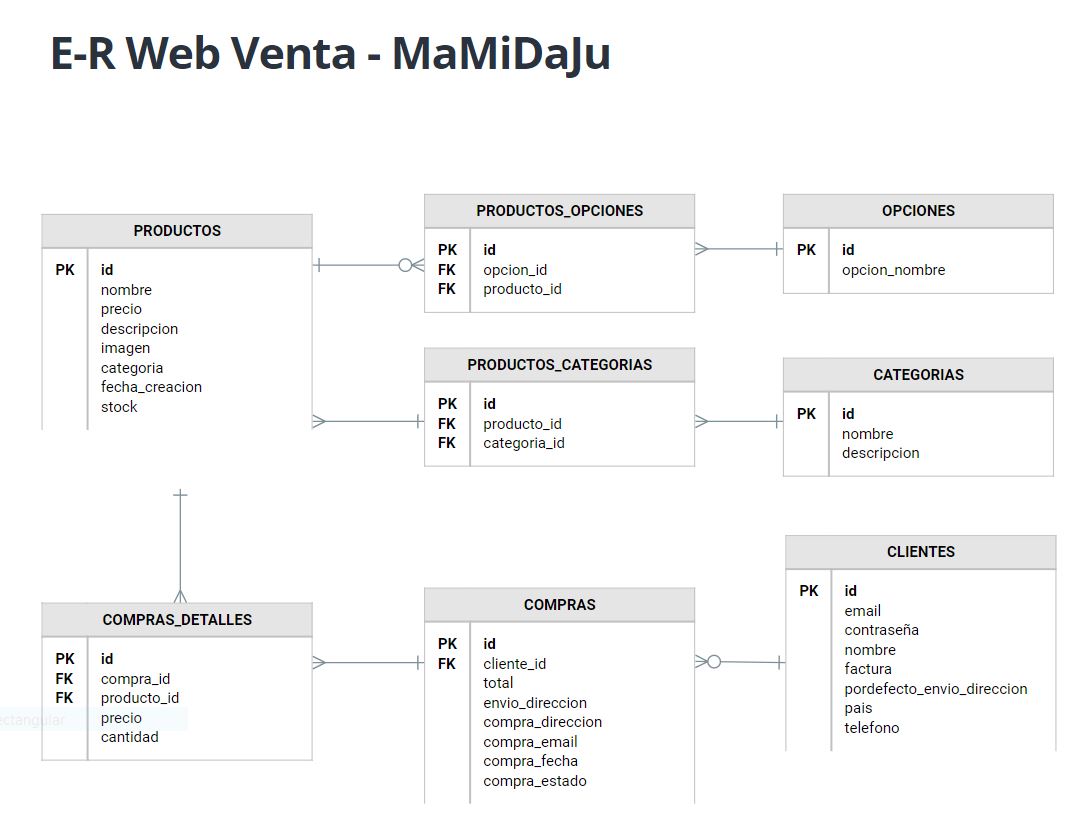 E-R Web Venta - MaMiDaJu
PRODUCTOS
PK id
nombre
precio
descripcion
imagen
categoria
fecha_creacion
stock
PRODUCTOS_OPCIONES
PK id
FK opcion_id
FK producto_id
OPCIONES
PK id
opcion_nombre
PRODUCTOS_CATEGORIAS
PK id
FK producto_id
FK categoria_id
CATEGORIAS
PK id
nombre
descripcion
COMPRAS_DETALLES
PK id
FK compra_id
FK producto_id
precio
cantidad
ectangular
COMPRAS
PK id
FK cliente_id
total
envio_direccion
compra_direccion
compra_email
compra_fecha
compra_estado
CLIENTES
PK id
email
contraseña
nombre
factura
pordefecto_envio_direccion
pais
telefono